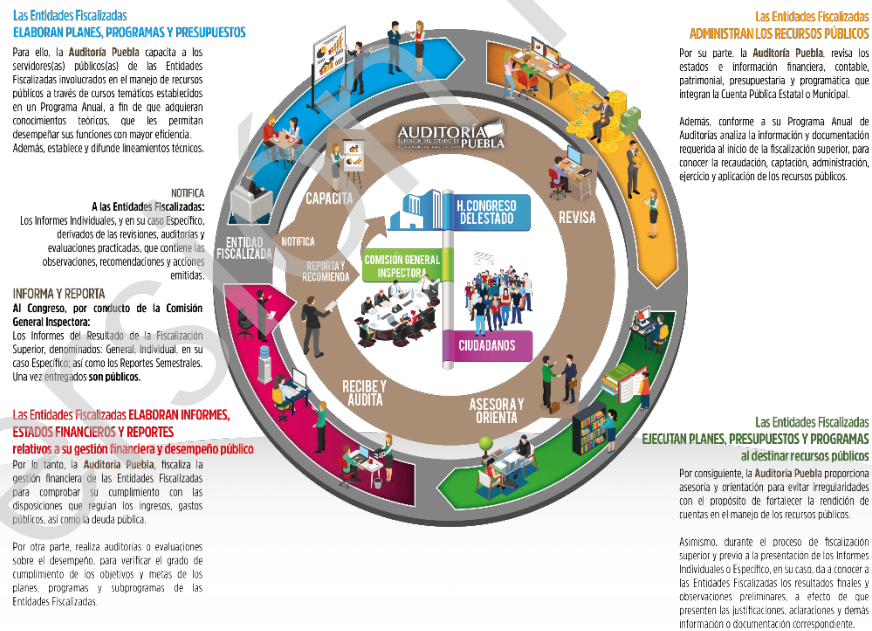 Las Entidades Fiscalizadas
ELABORAN PLANES, PROGRAMAS Y PRESUPUESTOS
Para ello, la Auditoría Puebla capacita a los
servidores(as) públicos(as) de las Entidades
Fiscalizadas involucrados en el manejo de recursos
públicos a través de cursos temáticos establecidos
en un Programa Anual, a fin de que adquieran
conocimientos teóricos, que les permitan
desempeñar sus funciones con mayor eficiencia.
Además, establece y difunde lineamientos técnicos.
NOTIFICA
A las Entidades Fiscalizadas:
Los Informes Individuales, y en su caso Específico,
derivados de las revisiones, auditorías y
evaluaciones practicadas, que contiene las
observaciones, recomendaciones y acciones
emitidas.
INFORMA Y REPORTA
Al Congreso, por conducto de la Comisión
General Inspectora:
Los Informes del Resultado de la Fiscalización
Superior, denominados: General, Individual, en su
caso Específico; así como los Reportes Semestrales.
Una vez entregados son públicos.
Las Entidades Fiscalizadas ELABORAN INFORMES,
ESTADOS FINANCIEROS Y REPORTES
relativos a su gestión financiera y desempeño público
Por lo tanto, la Auditoría Puebla, fiscaliza la
gestión financiera de las Entidades Fiscalizadas
para comprobar su cumplimiento con las
disposiciones que regulan los ingresos, gastos
públicos, así como la deuda pública.
Por otra parte, realiza auditorías o evaluaciones
sobre el desempeño, para verificar el grado de
cumplimiento de los objetivos y metas de los
planes, programas y subprogramas de las
Entidades Fiscalizadas.
AUDITORÍA
SUPERIOR DEL ESTADO DE
PUEBLA
CAPACITA
REVISA
H. CONGRESO
DEL ESTADO
ENTIDAD
FISCALIZADA
NOTIFICA
REPORTA Y
RECOMIENDA
COMISIÓN GENERAL
INSPECTORA
CIUDADANOS
RECIBE Y
AUDITA
ASESORA Y
ORIENTA
Las Entidades Fiscalizadas
ADMINISTRAN LOS RECURSOS PÚBLICOS
Por su parte, la Auditoría Puebla, revisa los
estados e información financiera, contable,
patrimonial, presupuestaria y programática que
integran la Cuenta Pública Estatal o Municipal.
Además, conforme a su Programa Anual de
Auditorías analiza la información y documentación
requerida al inicio de la fiscalización superior, para
conocer la recaudación, captación, administración,
ejercicio y aplicación de los recursos públicos.
Las Entidades Fiscalizadas
EJECUTAN PLANES, PRESUPUESTOS Y PROGRAMAS
al destinar recursos públicos
Por consiguiente, la Auditoría Puebla proporciona
asesoría y orientación para evitar irregularidades
con el propósito de fortalecer la rendición de
cuentas en el manejo de los recursos públicos.
Asimismo, durante el proceso de fiscalización
superior y previo a la presentación de los Informes
Individuales o Específico, en su caso, da a conocer a
las Entidades Fiscalizadas los resultados finales y
observaciones preliminares, a efecto de que
presenten las justificaciones, aclaraciones y demás
información o documentación correspondiente.